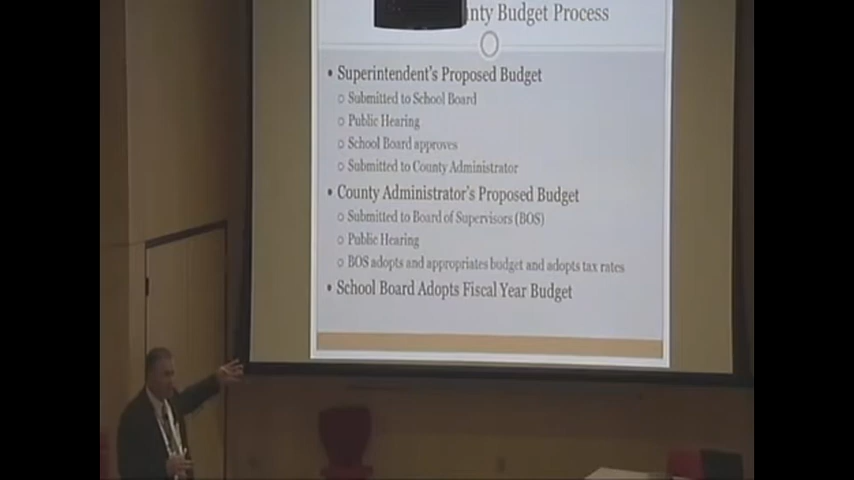 nty Budget Process
• Superintendent's Proposed Budget
o Submitted to School Board
o Public Hearing
o School Board approves
o Submitted to County Administrator
• County Administrator's Proposed Budget
o Submitted to Board of Supervisors (BOS)
o Public Hearing
o BOS adopts and appropriates budget and adopts tax rates
• School Board Adopts Fiscal Year Budget